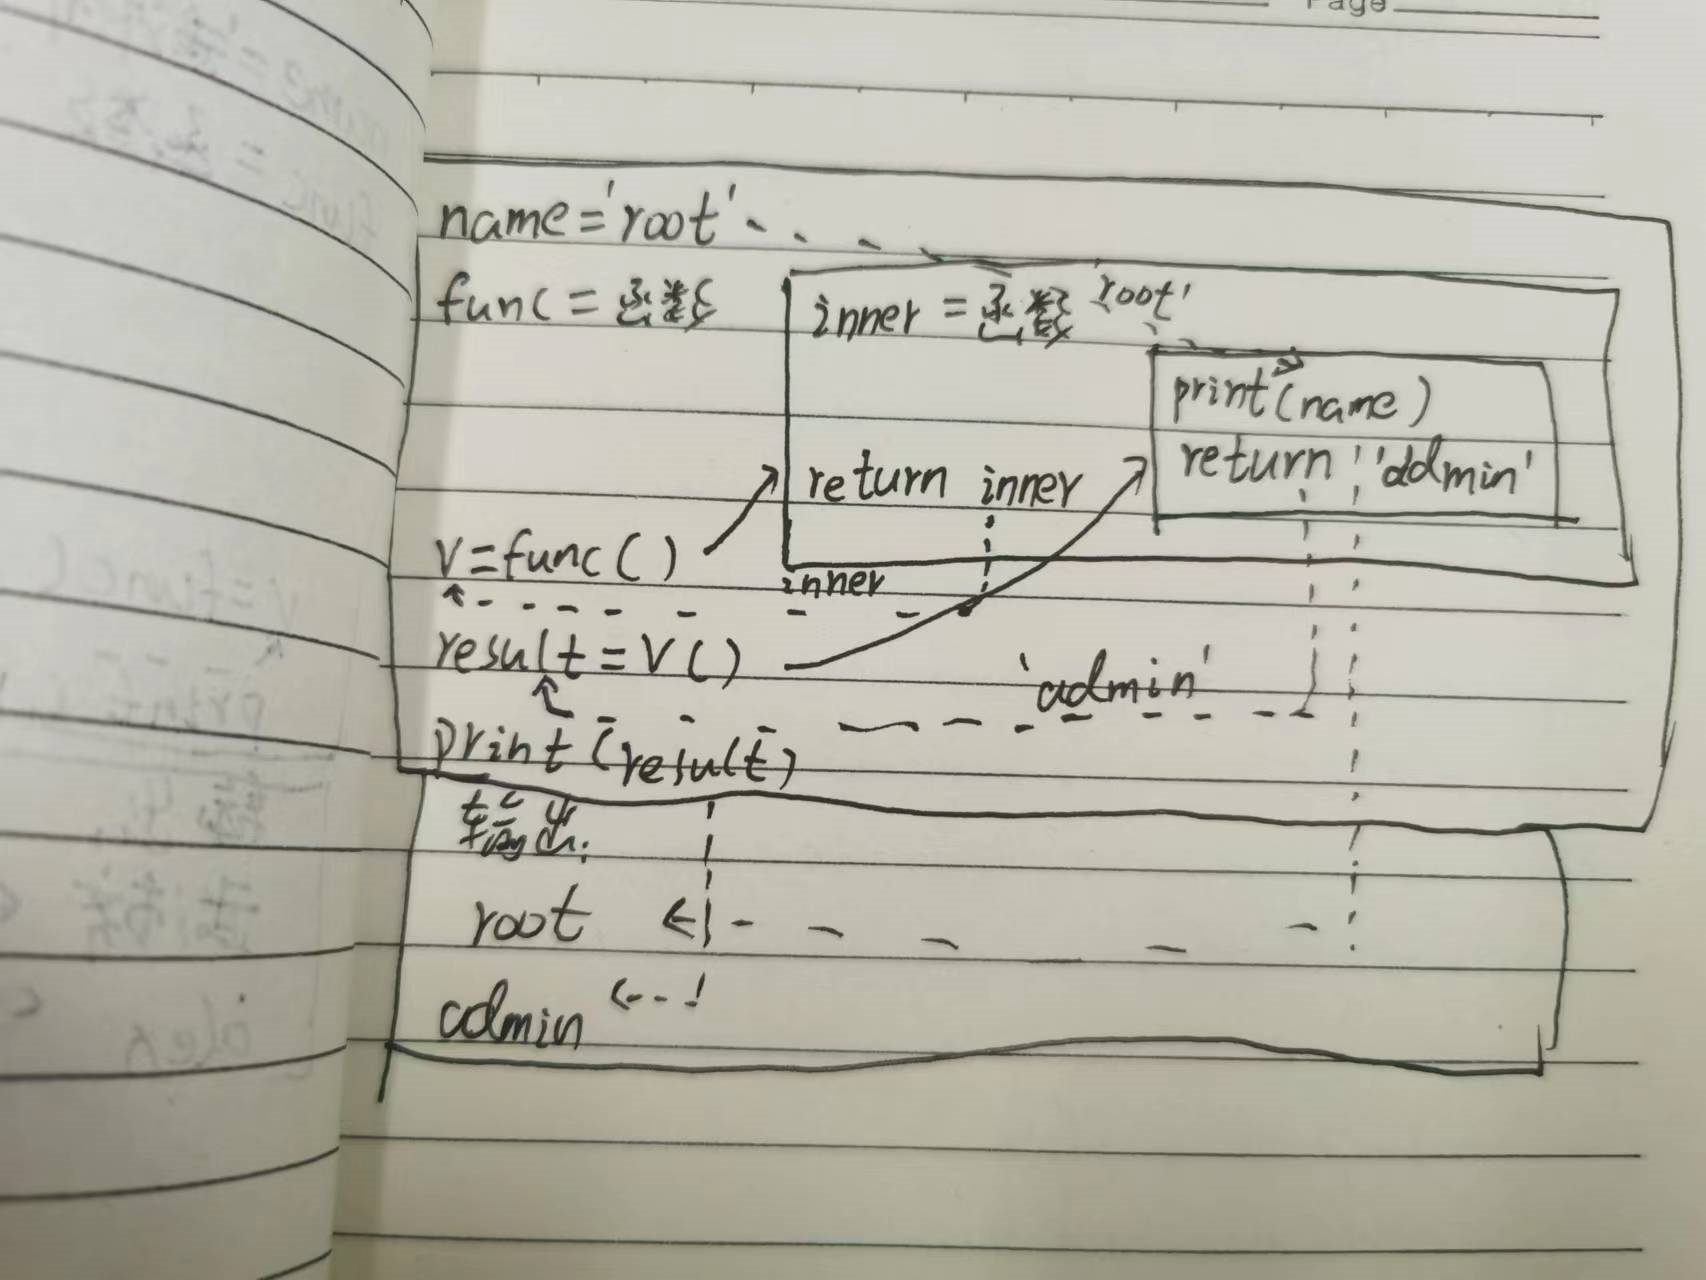 Page
name='root'
func=函数
inner=函数 'root'
print(name)
return 'admin'
return inner
v=func()
inner
result=v()
'admin'
print(result)
输出:
root
admin